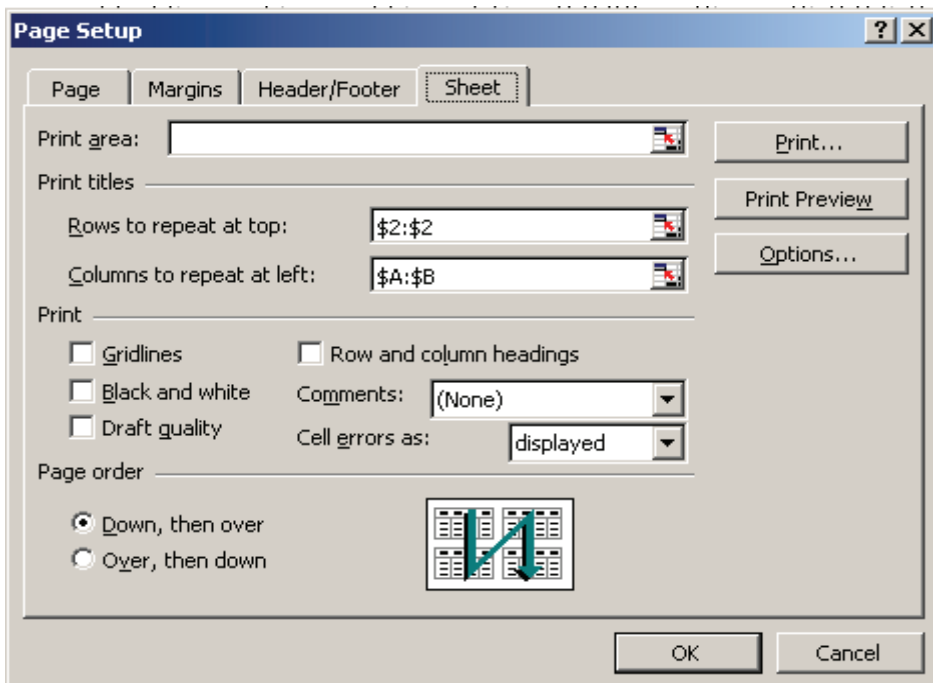 Page Setup
Page Margins Header/Footer Sheet
Print area: Print...
Print titles Print Preview
Rows to repeat at top: $2:$2
Columns to repeat at left: $A:$B Options...
Print
Gridlines Row and column headings
Black and white Comments: (None)
Draft quality Cell errors as: displayed
Page order
Down, then over
Over, then down
OK Cancel